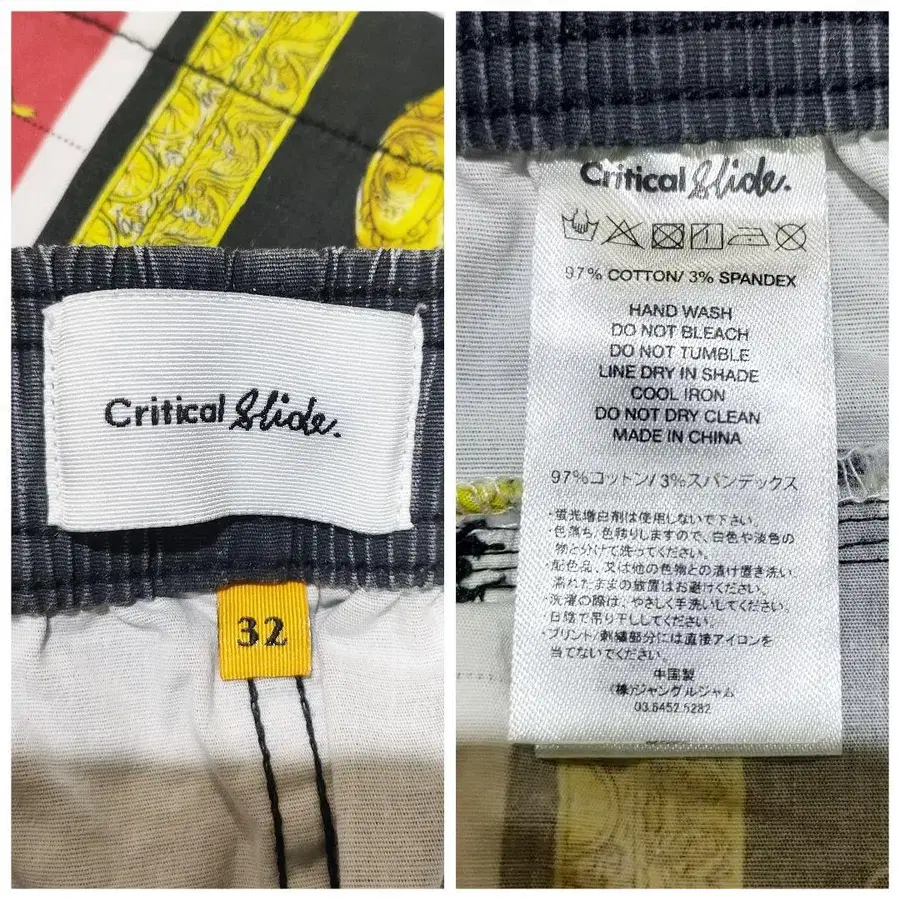 Critical Slide.
32
Critical Slide.
97% COTTON/ 3% SPANDEX
HAND WASH
DO NOT BLEACH
DO NOT TUMBLE
LINE DRY IN SHADE
COOL IRON
DO NOT DRY CLEAN
MADE IN CHINA
97%コットン/3%スパンデックス
・蛍光増白剤は使用しないで下さい。
・色落ち、色移りしますので、白色や淡色の
物と分けて洗ってください。
・配色品、又は他の色物との漬け置き洗い、
濡れたままの放置はお避けください。
・洗濯の際は、やさしく手洗いしてください。
・日陰で吊り干ししてください。
・プリント/刺繍部分には直接アイロンを
当てないでください。
中国製
(株)ジャングルジャム
03.6452.5282